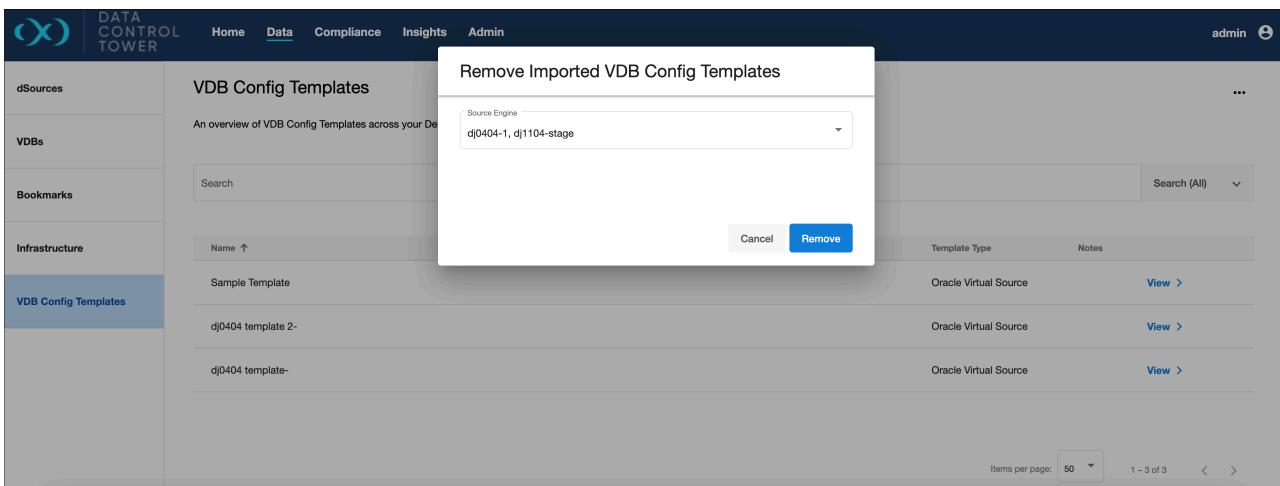 DATA
CONTROL
TOWER
Home Data Compliance Insights Admin
admin
dSources
VDBs
Bookmarks
Infrastructure
VDB Config Templates
VDB Config Templates
An overview of VDB Config Templates across your De
Search
Search (All)
Remove Imported VDB Config Templates
Source Engine
dj0404-1, dj1104-stage
Cancel Remove
Name Template Type Notes
Sample Template Oracle Virtual Source View
dj0404 template 2- Oracle Virtual Source View
dj0404 template- Oracle Virtual Source View
Items per page: 50 1 – 3 of 3